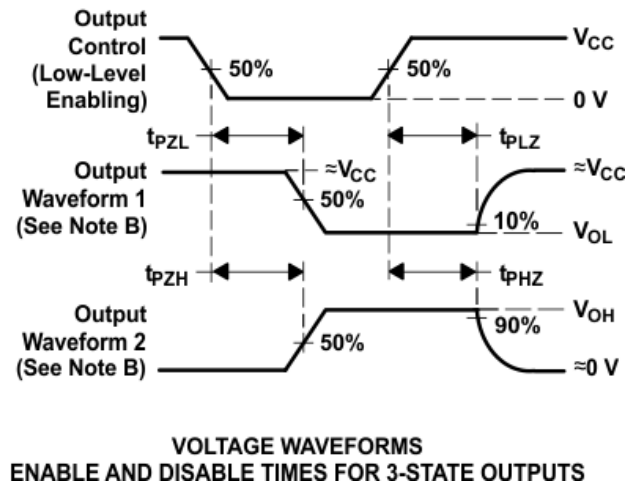 Output
Control
(Low-Level
Enabling)
50%
50%
VCC
0 V
tPZL
tPLZ
Output
Waveform 1
(See Note B)
≈VCC
50%
≈VCC
10%
VOL
tPZH
tPHZ
Output
Waveform 2
(See Note B)
50%
VOH
90%
≈0 V
VOLTAGE WAVEFORMS
ENABLE AND DISABLE TIMES FOR 3-STATE OUTPUTS